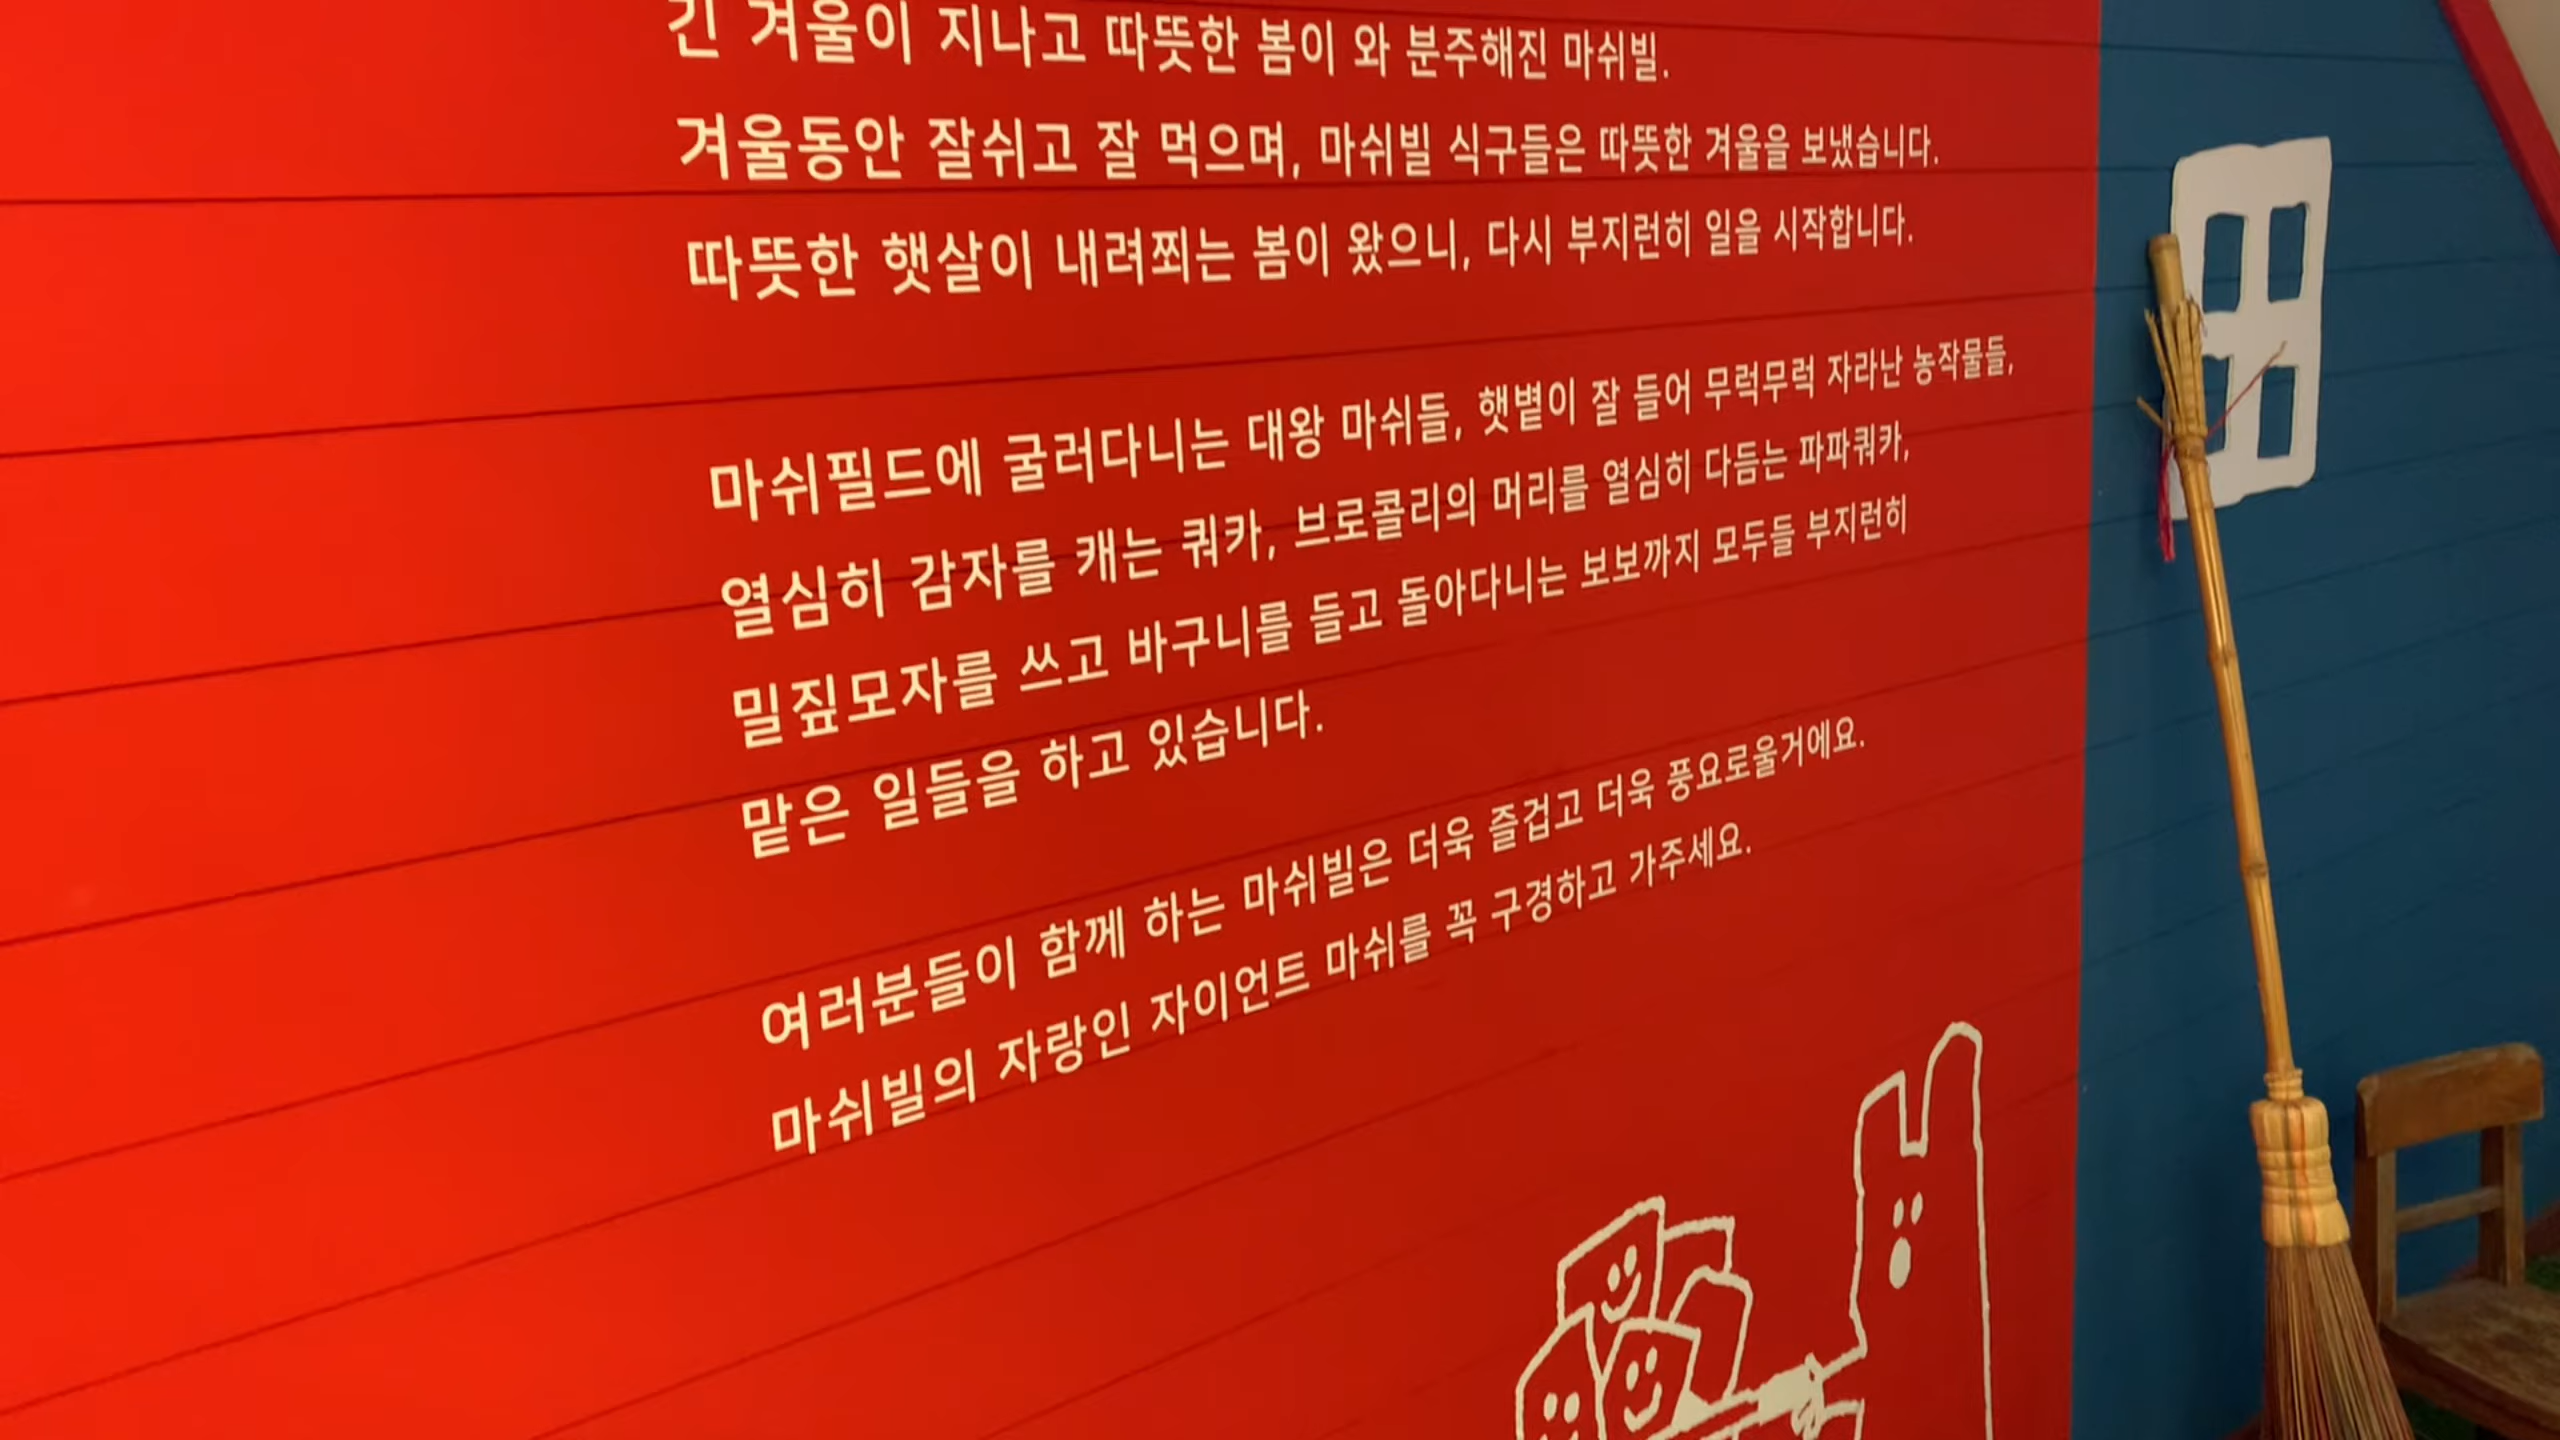 긴 겨울이 지나고 따뜻한 봄이 와 분주해진 마쉬빌.
겨울동안 잘쉬고 잘 먹으며, 마쉬빌 식구들은 따뜻한 겨울을 보냈습니다.
따뜻한 햇살이 내려쬐는 봄이 왔으니, 다시 부지런히 일을 시작합니다.
마쉬필드에 굴러다니는 대왕 마쉬들, 햇볕이 잘 들어 무럭무럭 자라난 농작물들,
열심히 감자를 캐는 쿼카, 브로콜리의 머리를 열심히 다듬는 파파쿼카,
밀짚모자를 쓰고 바구니를 들고 돌아다니는 보보까지 모두들 부지런히
맡은 일들을 하고 있습니다.
여러분들이 함께 하는 마쉬빌은 더욱 즐겁고 더욱 풍요로울거에요.
마쉬빌의 자랑인 자이언트 마쉬를 꼭 구경하고 가주세요.